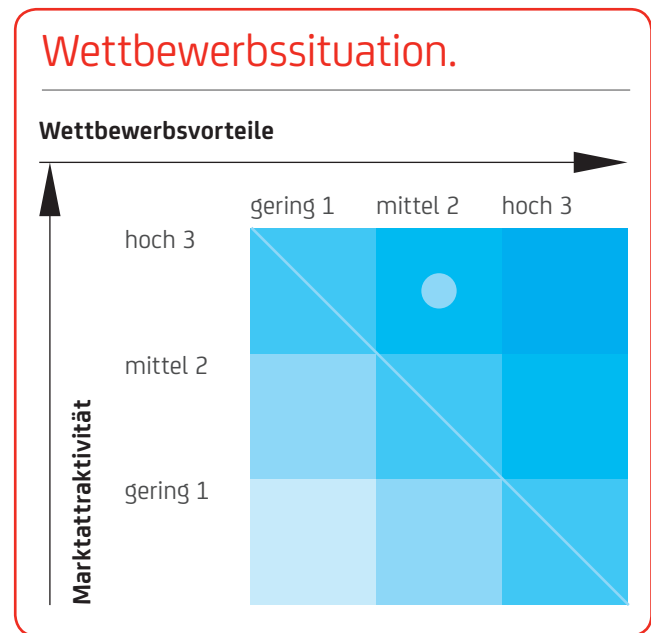 Wettbewerbssituation.
Wettbewerbsvorteile
gering 1 mittel 2 hoch 3
hoch 3
mittel 2
gering 1
Marktattraktivität